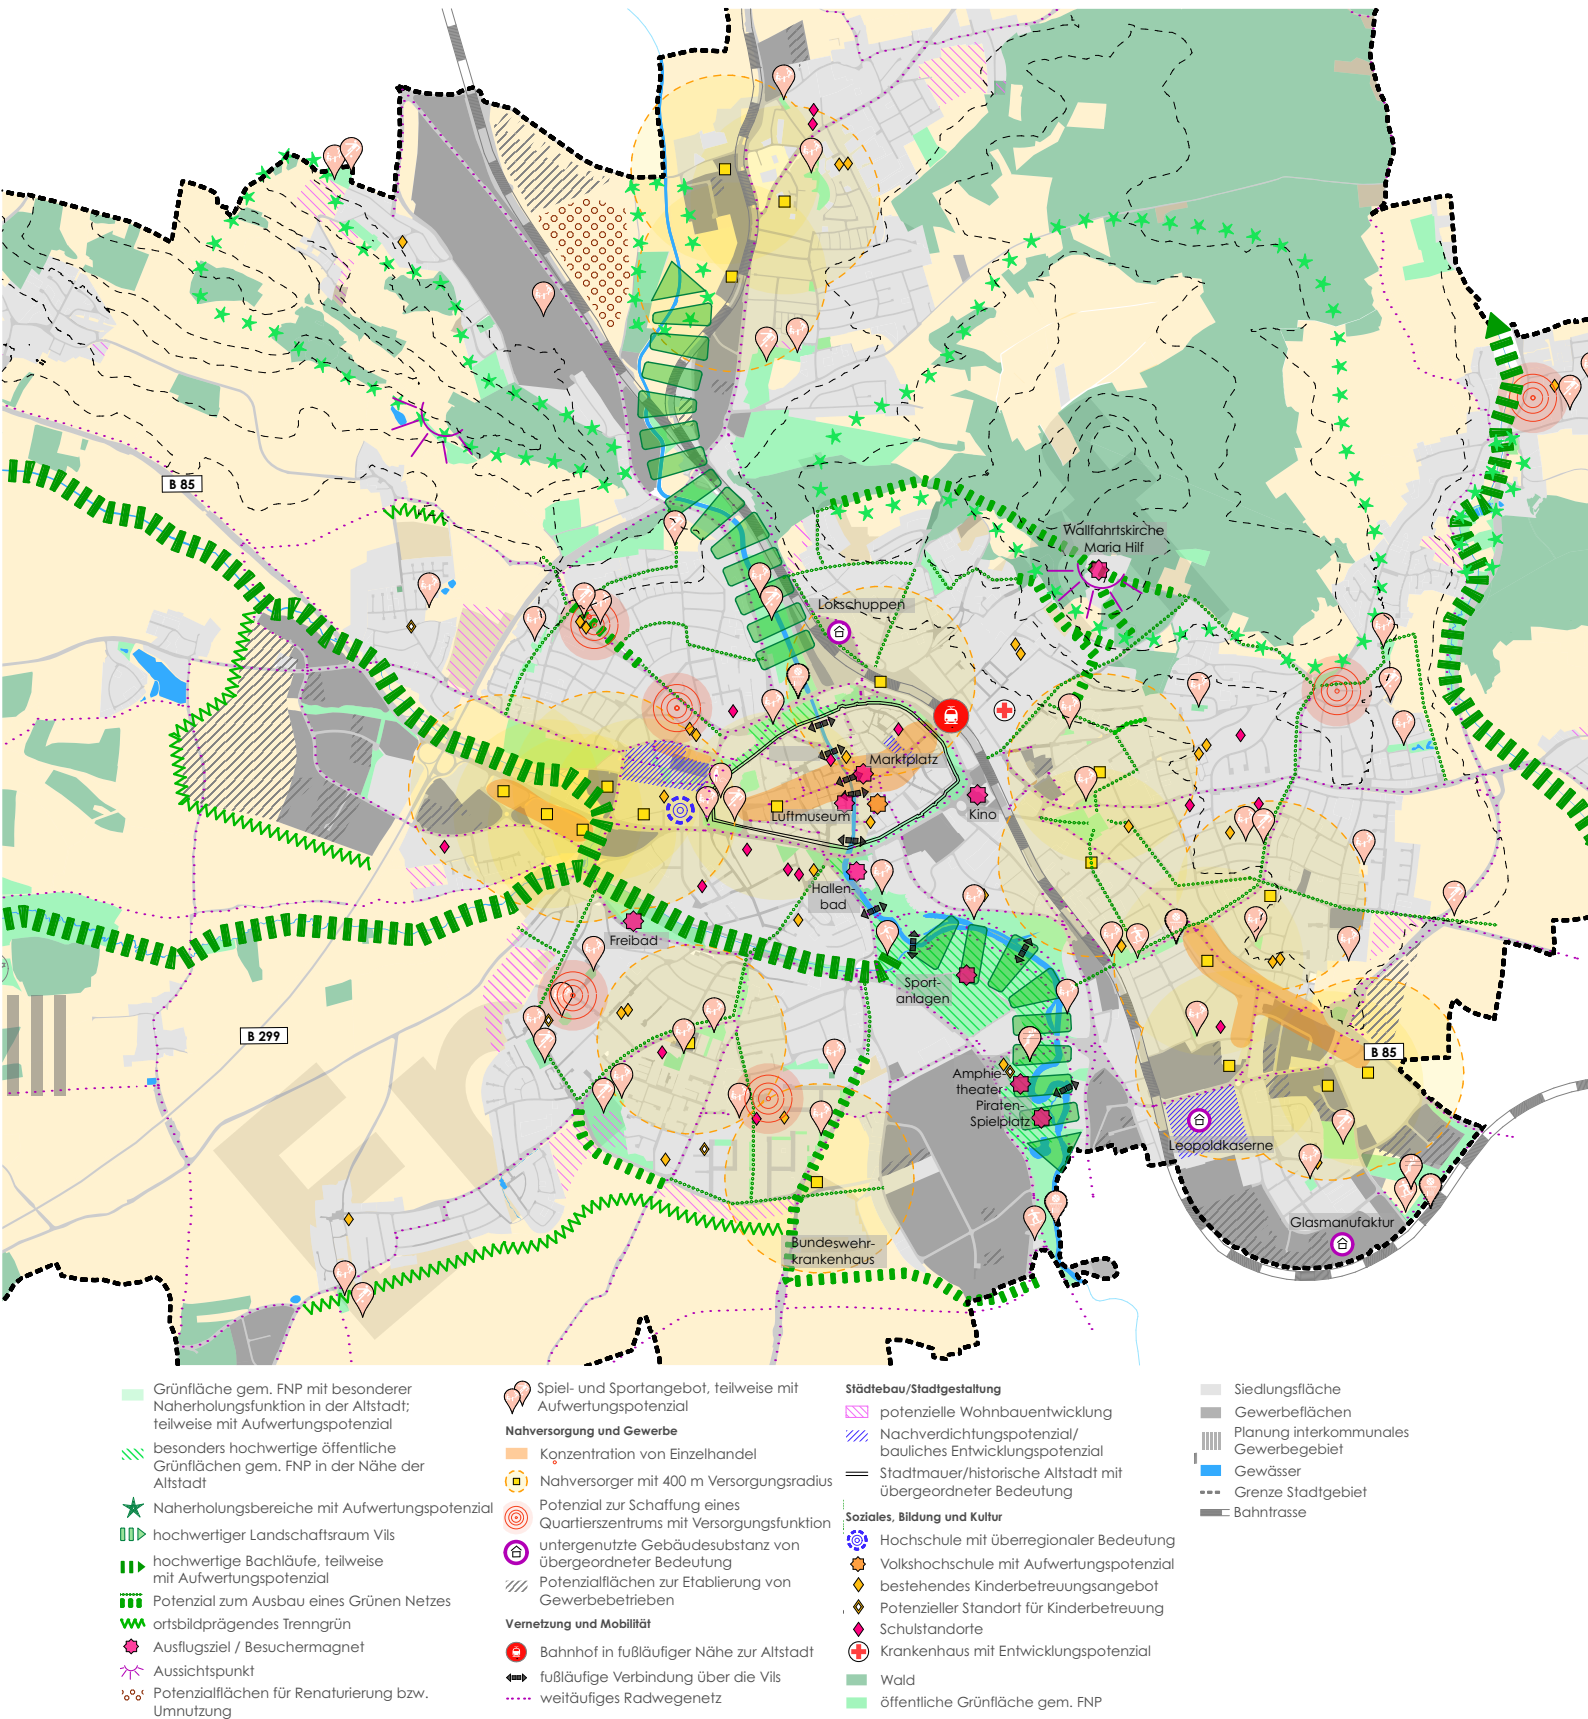 B 85
Wallfahrtskirche
Maria Hilf
Lokschuppen
Marktplatz
Luftmuseum
Kino
Hallen-
bad
Freibad
Sport-
anlagen
B 299
B 85
Amphie-
theater
Piraten-
Spielplatz
Leopoldkaserne
Glasmanufaktur
Bundeswehr-
krankenhaus
Grünfläche gem. FNP mit besonderer
Naherholungsfunktion in der Altstadt;
teilweise mit Aufwertungspotenzial
besonders hochwertige öffentliche
Grünflächen gem. FNP in der Nähe der
Altstadt
Naherholungsbereiche mit Aufwertungspotenzial
hochwertiger Landschaftsraum Vils
hochwertige Bachläufe, teilweise
mit Aufwertungspotenzial
Potenzial zum Ausbau eines Grünen Netzes
ortsbildprägendes Trenngrün
Ausflugsziel / Besuchermagnet
Aussichtspunkt
Potenzialflächen für Renaturierung bzw.
Umnutzung
Spiel- und Sportangebot, teilweise mit
Aufwertungspotenzial
Nahversorgung und Gewerbe
Konzentration von Einzelhandel
Nahversorger mit 400 m Versorgungsradius
Potenzial zur Schaffung eines
Quartierszentrums mit Versorgungsfunktion
untergenutzte Gebäudesubstanz von
übergeordneter Bedeutung
Potenzialflächen zur Etablierung von
Gewerbebetrieben
Vernetzung und Mobilität
Bahnhof in fußläufiger Nähe zur Altstadt
fußläufige Verbindung über die Vils
weitäufiges Radwegenetz
Städtebau/Stadtgestaltung
potenzielle Wohnbauentwicklung
Nachverdichtungspotenzial/
bauliches Entwicklungspotenzial
Stadtmauer/historische Altstadt mit
übergeordneter Bedeutung
Soziales, Bildung und Kultur
Hochschule mit überregionaler Bedeutung
Volkshochschule mit Aufwertungspotenzial
bestehendes Kinderbetreuungsangebot
Potenzieller Standort für Kinderbetreuung
Schulstandorte
Krankenhaus mit Entwicklungspotenzial
Wald
öffentliche Grünfläche gem. FNP
Siedlungsfläche
Gewerbeflächen
Planung interkommunales
Gewerbegebiet
Gewässer
Grenze Stadtgebiet
Bahntrasse